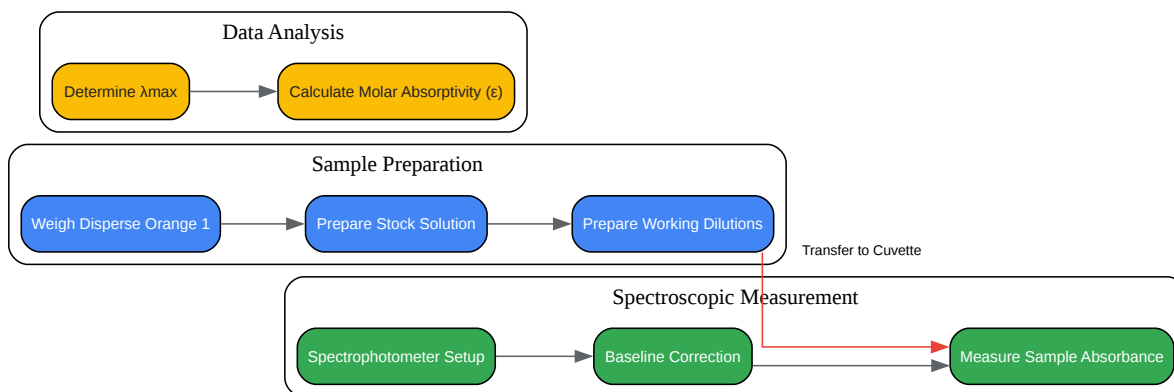 Data Analysis
Determine λmax
Calculate Molar Absorptivity (ε)
Sample Preparation
Weigh Disperse Orange 1
Prepare Stock Solution
Prepare Working Dilutions
Transfer to Cuvette
Spectroscopic Measurement
Spectrophotometer Setup
Baseline Correction
Measure Sample Absorbance